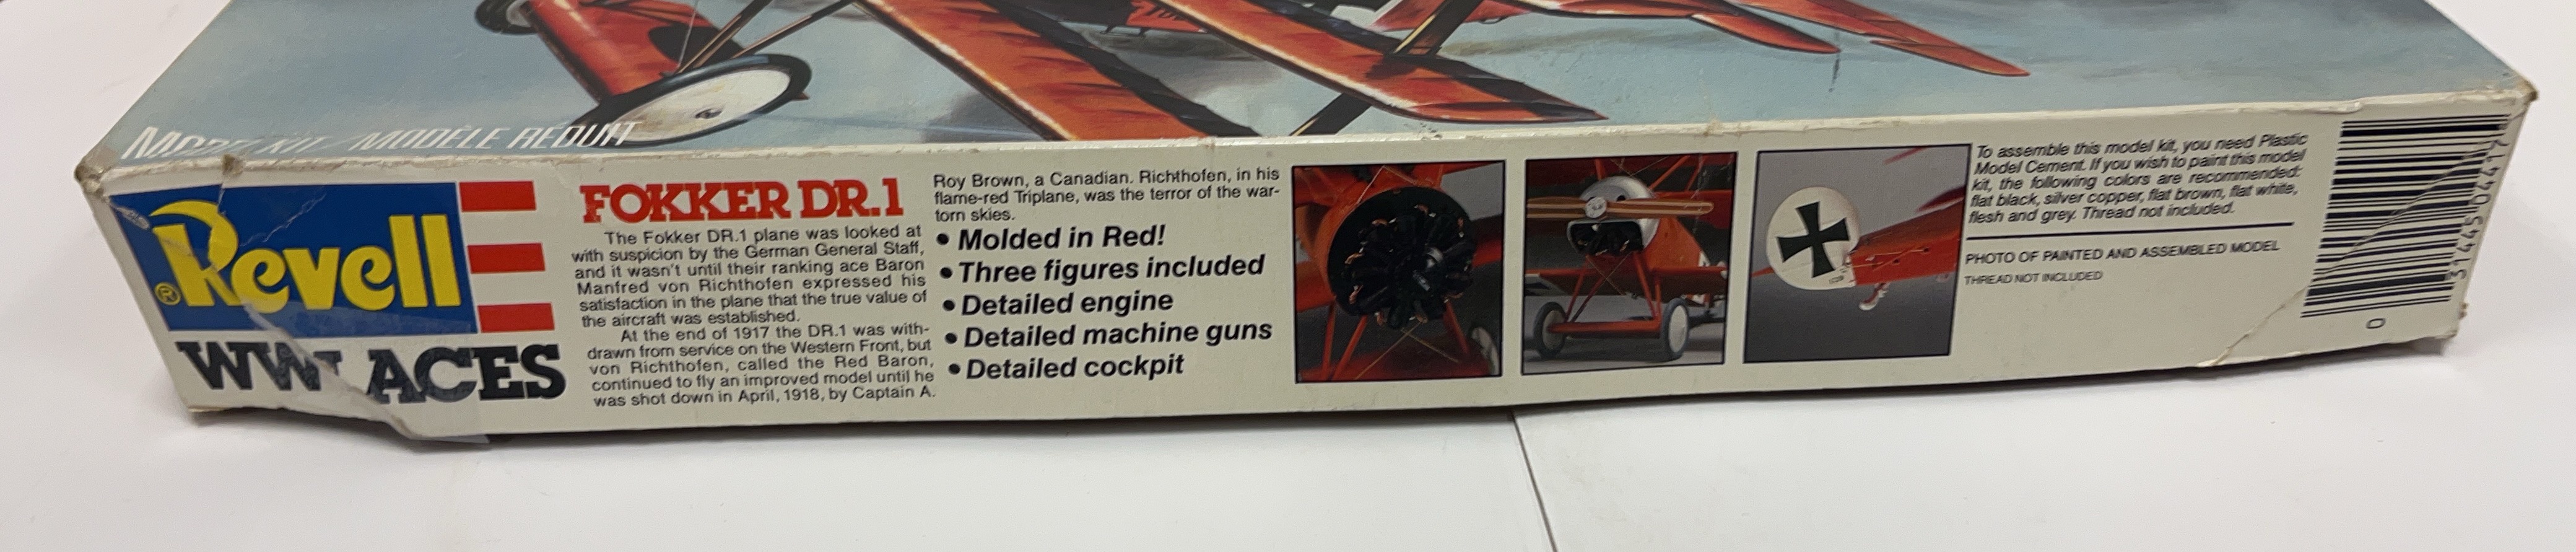 MODEL KIT / MODÈLE RÉDUIT
Revell
®
WWI ACES
FOKKER DR.1
The Fokker DR.1 plane was looked at
with suspicion by the German General Staff,
and it wasn't until their ranking ace Baron
Manfred von Richthofen expressed his
satisfaction in the plane that the true value of
the aircraft was established.
At the end of 1917 the DR.1 was with-
drawn from service on the Western Front, but
von Richthofen, called the Red Baron,
continued to fly an improved model until he
was shot down in April, 1918, by Captain A.
Roy Brown, a Canadian. Richthofen, in his
flame-red Triplane, was the terror of the war-
torn skies.
• Molded in Red!
• Three figures included
• Detailed engine
• Detailed machine guns
• Detailed cockpit
To assemble this model kit, you need Plastic
Model Cement. If you wish to paint this model
kit, the following colors are recommended:
flat black, silver copper, flat brown, flat white,
flesh and grey. Thread not included.
PHOTO OF PAINTED AND ASSEMBLED MODEL
THREAD NOT INCLUDED
0